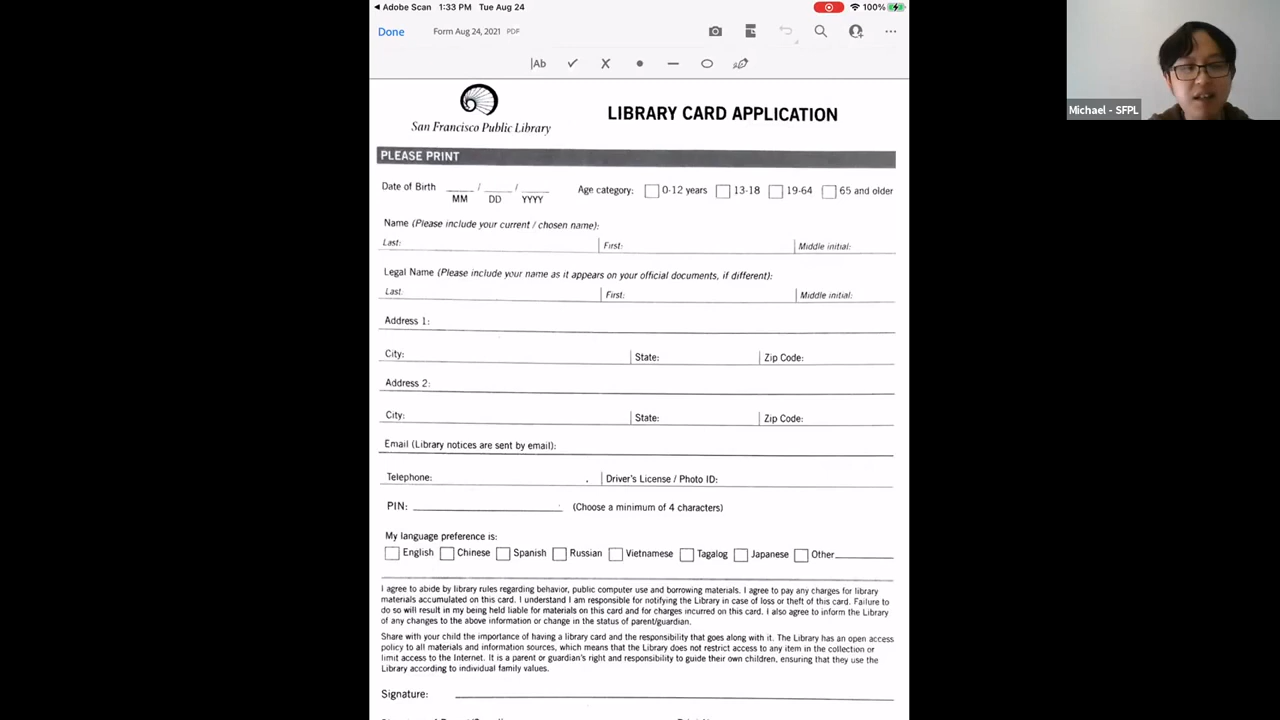 Adobe Scan 1:33 PM Tue Aug 24 100%
Done Form Aug 24, 2021 PDF
Ab
San Francisco Public Library
LIBRARY CARD APPLICATION
PLEASE PRINT
Date of Birth ____ / ____ / ____ Age category: 0-12 years 13-18 19-64 65 and older
MM DD YYYY
Name (Please include your current / chosen name):
Last: First: Middle initial:
Legal Name (Please include your name as it appears on your official documents, if different):
Last: First: Middle initial:
Address 1:
City: State: Zip Code:
Address 2:
City: State: Zip Code:
Email (Library notices are sent by email):
Telephone: Driver's License / Photo ID:
PIN: (Choose a minimum of 4 characters)
My language preference is:
English Chinese Spanish Russian Vietnamese Tagalog Japanese Other
I agree to abide by library rules regarding behavior, public computer use and borrowing materials. I agree to pay any charges for library
materials accumulated on this card. I understand I am responsible for notifying the Library in case of loss or theft of this card. Failure to
do so will result in my being held liable for materials on this card and for charges incurred on this card. I also agree to inform the Library
of any changes to the above information or change in the status of parent/guardian.
Share with your child the importance of having a library card and the responsibility that goes along with it. The Library has an open access
policy to all materials and information sources, which means that the Library does not restrict access to any item in the collection or
limit access to the Internet. It is a parent or guardian's right and responsibility to guide their own children, ensuring that they use the
Library according to individual family values.
Signature:
Michael - SFPL